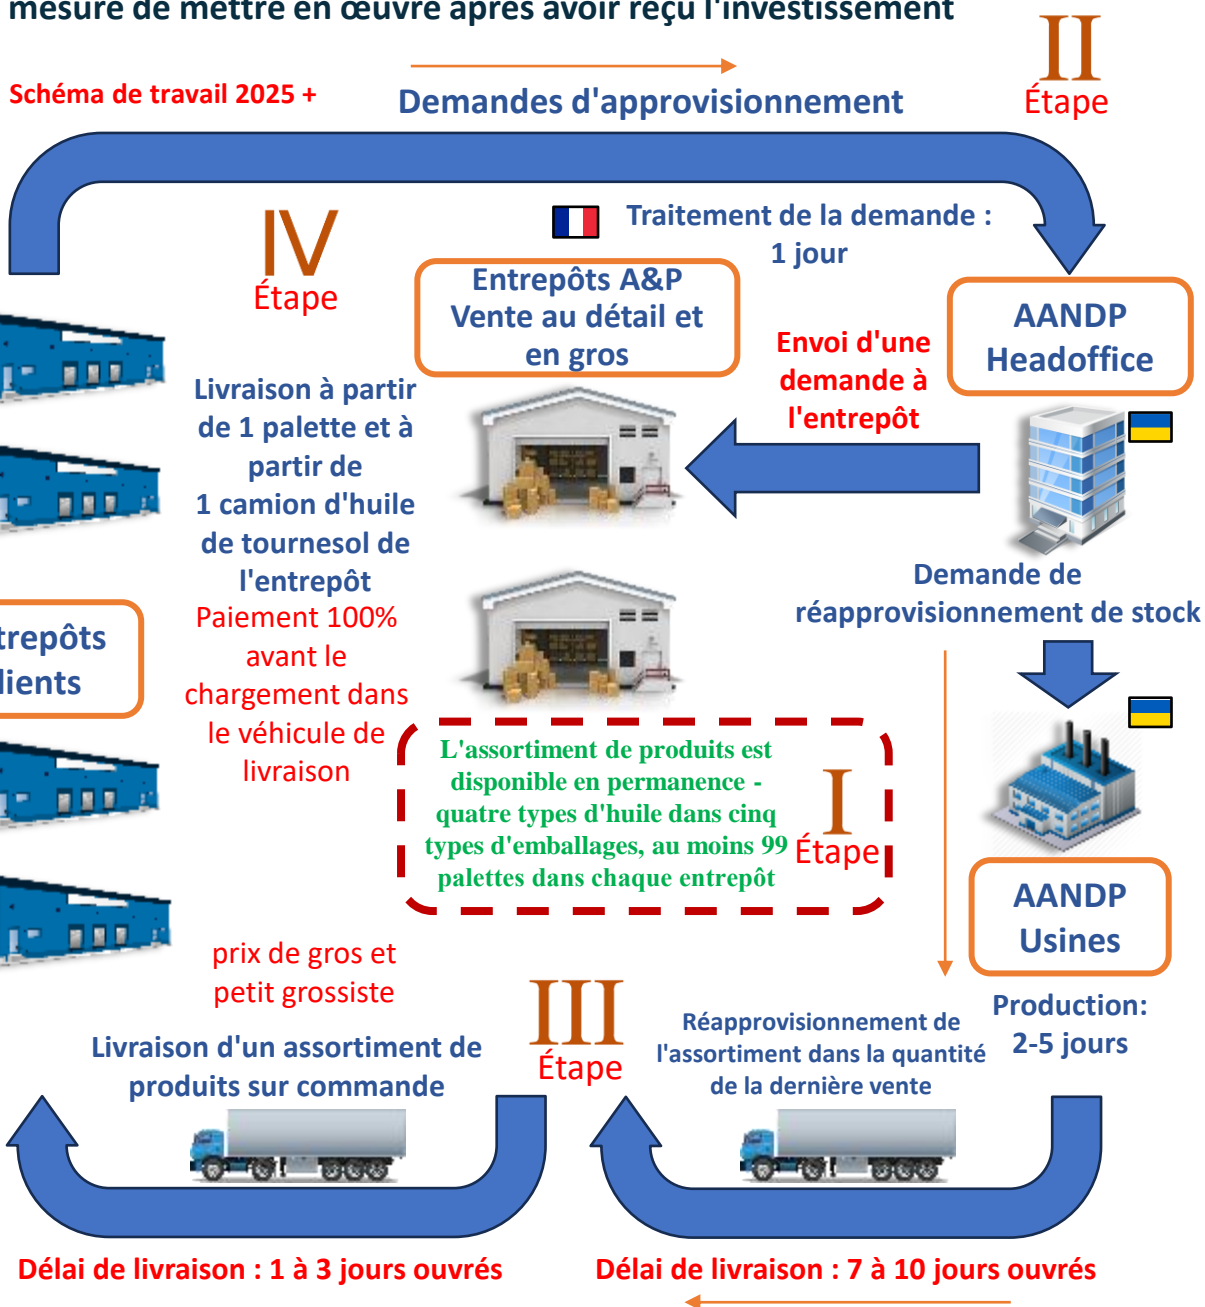 mesure de mettre en œuvre après avoir reçu l'investissement
Schéma de travail 2025 +
Demandes d'approvisionnement
II
Étape
IV
Étape
Traitement de la demande :
1 jour
Entrepôts A&P
Vente au détail et
en gros
AANDP
Headoffice
Envoi d'une
demande à
l'entrepôt
Livraison à partir
de 1 palette et à
partir de
1 camion d'huile
de tournesol de
l'entrepôt
Paiement 100%
avant le
chargement dans
le véhicule de
livraison
Demande de
réapprovisionnement de stock
trepôts
lients
L'assortiment de produits est
disponible en permanence -
quatre types d'huile dans cinq
types d'emballages, au moins 99
palettes dans chaque entrepôt
I
Étape
AANDP
Usines
prix de gros et
petit grossiste
III
Étape
Production:
2-5 jours
Réapprovisionnement de
l'assortiment dans la quantité
de la dernière vente
Livraison d'un assortiment de
produits sur commande
Délai de livraison : 1 à 3 jours ouvrés
Délai de livraison : 7 à 10 jours ouvrés